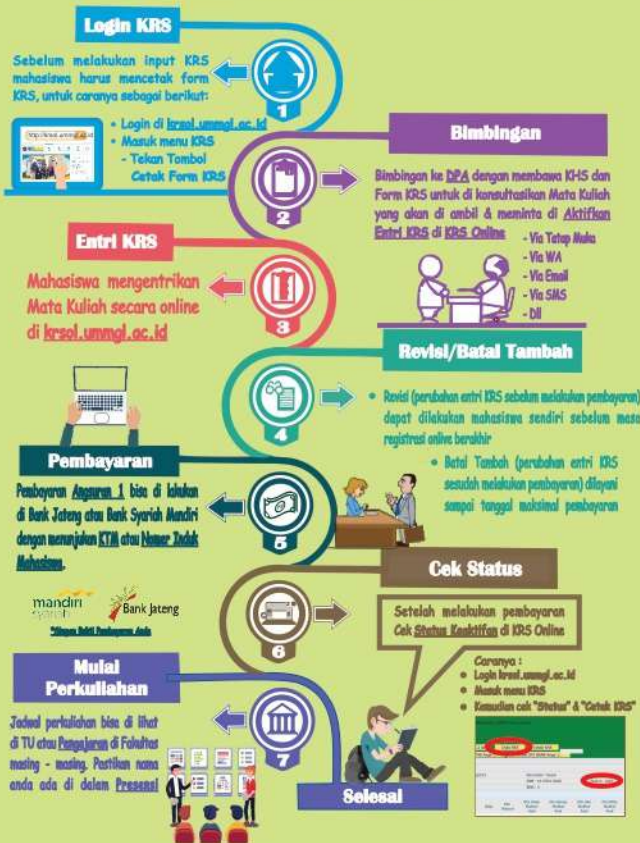 Login KRS
Sebelum melakukan input KRS
mahasiswa harus mencetak form
KRS, untuk caranya sebagai berikut:
• Login di krsol.ummgl.ac.id
• Masuk menu KRS
- Tekan Tombol
Cetak Form KRS
http://krsol.ummgl.ac.id
1
Bimbingan
Bimbingan ke DPA dengan membawa KHS dan
Form KRS untuk di konsultasikan Mata Kuliah
yang akan di ambil & meminta di Aktifkan
Entri KRS di KRS Online
- Via Tatap Muka
- Via WA
- Via Email
- Via SMS
- Dll
2
Entri KRS
Mahasiswa mengentrikan
Mata Kuliah secara online
di krsol.ummgl.ac.id
3
Revisi/Batal Tambah
• Revisi (perubahan entri KRS sebelum melakukan pembayaran)
dapat dilakukan mahasiswa sendiri sebelum masa
registrasi online berakhir
• Batal Tambah (perubahan entri KRS
sesudah melakukan pembayaran) dilayani
sampai tanggal maksimal pembayaran
4
Pembayaran
Pembayaran Angsuran 1 bisa di lakukan
di Bank Jateng atau Bank Syariah Mandiri
dengan menunjukan KTM atau Nomer Induk
Mahasiswa.
mandiri
syariah
Bank Jateng
*Simpan Bukti Pembayaran Anda
5
Cek Status
Setelah melakukan pembayaran
Cek Status Keaktifan di KRS Online
Caranya :
• Login krsol.ummgl.ac.id
• Masuk menu KRS
• Kemudian cek "Status" & "Cetak KRS"
6
Mulai
Perkuliahan
Jadwal perkuliahan bisa di lihat
di TU atau Pengajaran di Fakultas
masing - masing. Pastikan nama
anda ada di dalam Presensi
7
Selesai